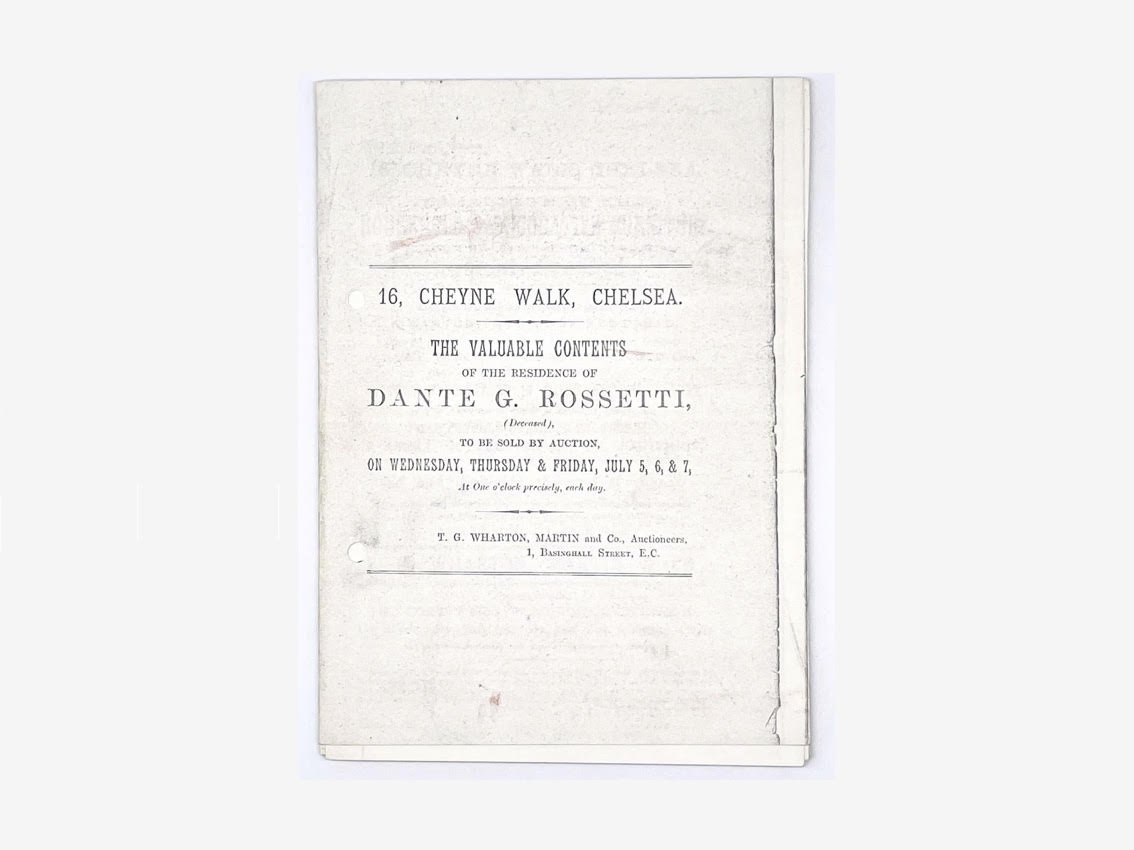 16, CHEYNE WALK, CHELSEA.
THE VALUABLE CONTENTS
OF THE RESIDENCE OF
DANTE G. ROSSETTI,
(Deceased),
TO BE SOLD BY AUCTION,
ON WEDNESDAY, THURSDAY & FRIDAY, JULY 5, 6, & 7,
At One o'clock precisely, each day.
T. G. WHARTON, MARTIN and Co., Auctioneers,
1, BASINGHALL STREET, E.C.